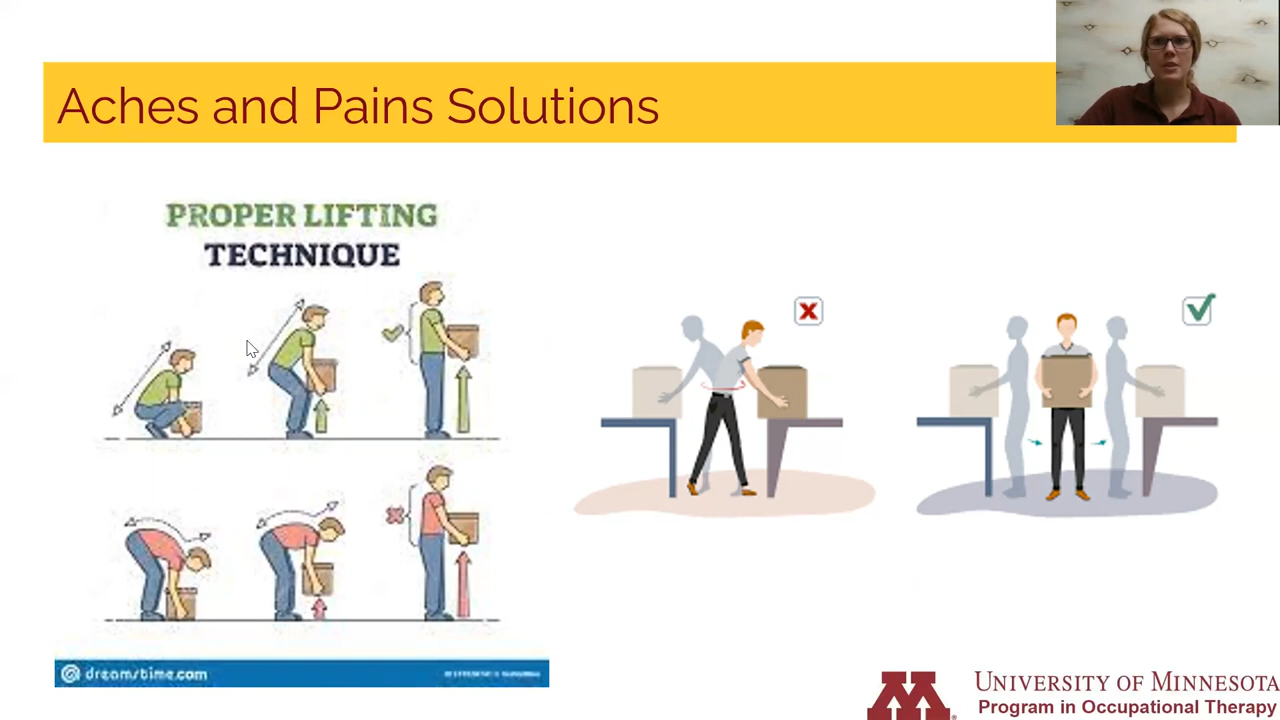 Aches and Pains Solutions
PROPER LIFTING
TECHNIQUE
dreamstime.com
UNIVERSITY OF MINNESOTA
Program in Occupational Therapy